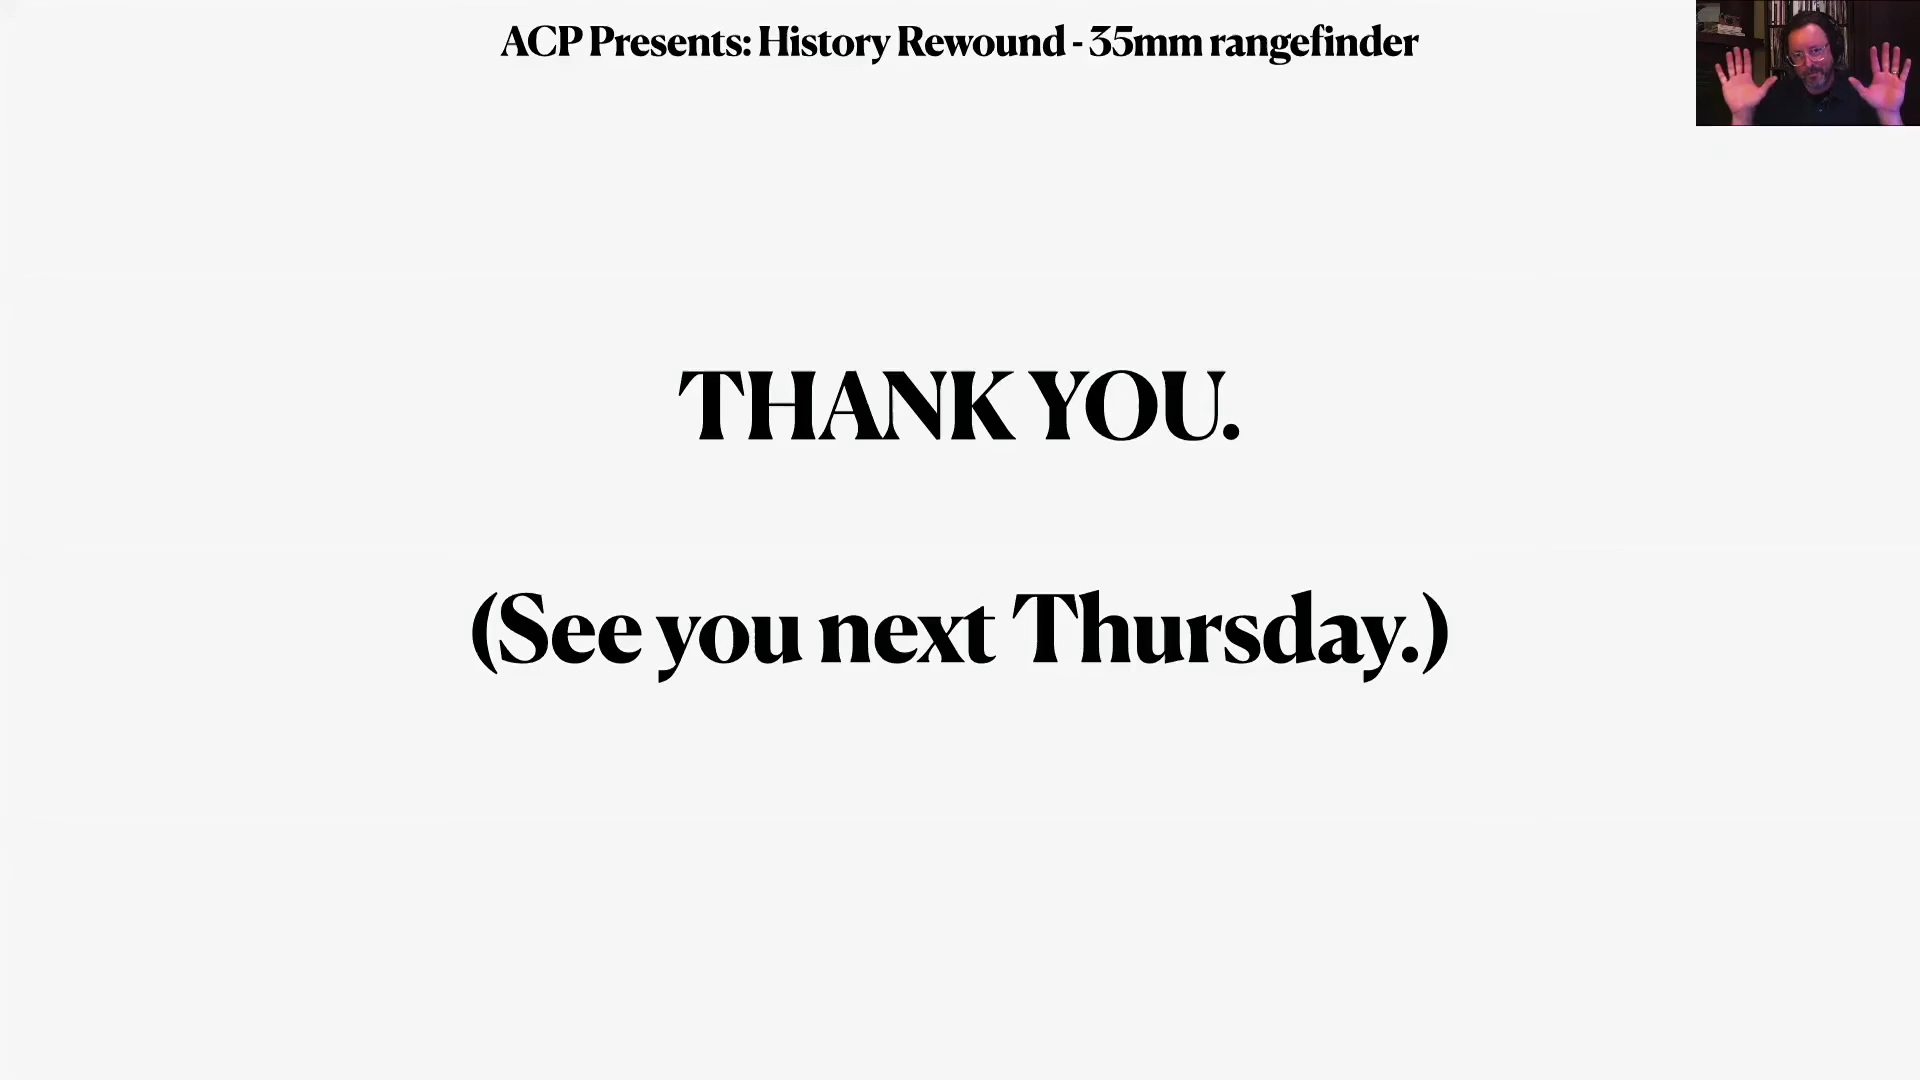 ACP Presents: History Rewound - 35mm rangefinder
THANK YOU.
(See you next Thursday.)